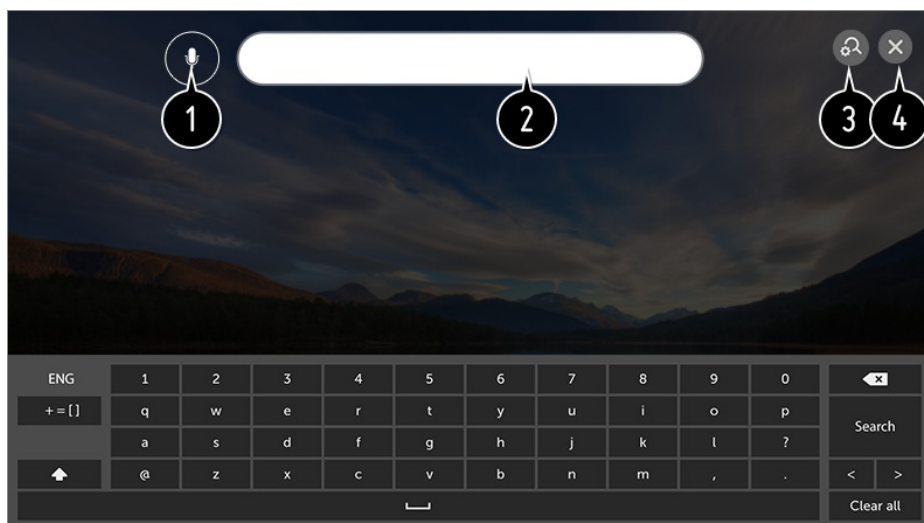 1 2 3 4
ENG 1 2 3 4 5 6 7 8 9 0
+=[] q w e r t y u i o p
Search
a s d f g h j k l ?
@ z x c v b n m , . < >
Clear all